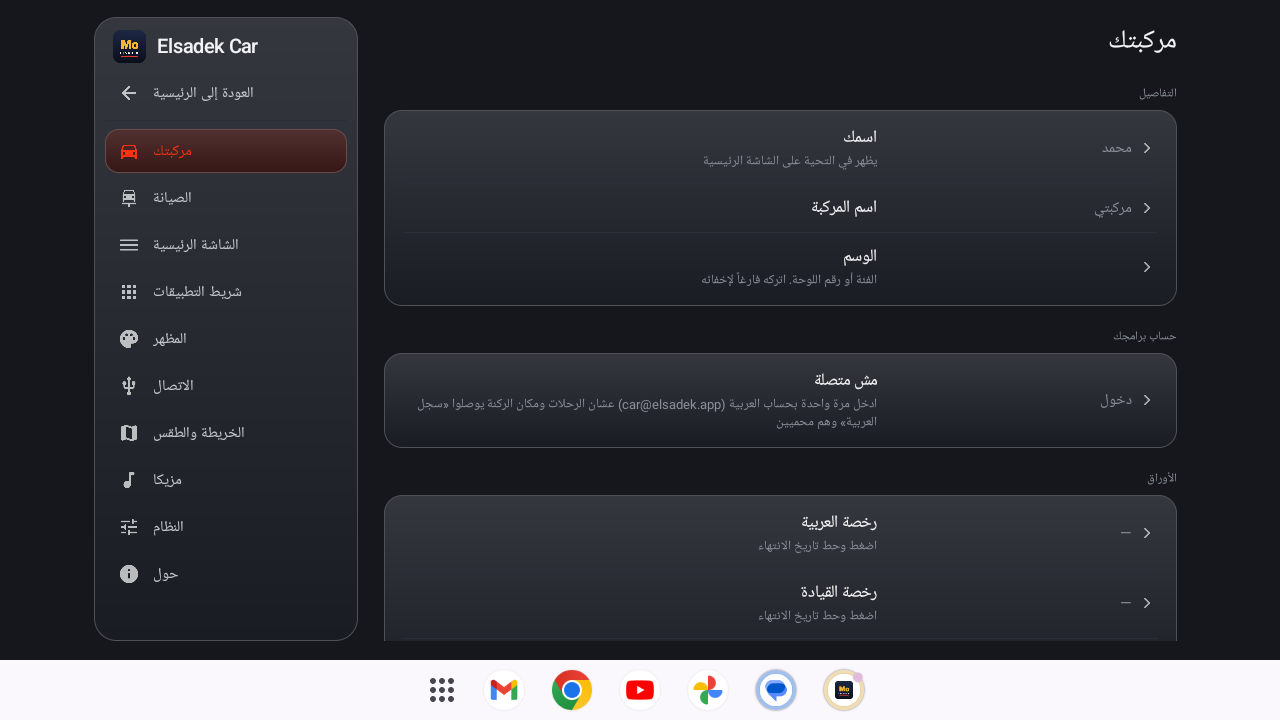 Elsadek Car
العودة إلى الرئيسية
مركبتك
الصيانة
الشاشة الرئيسية
شريط التطبيقات
المظهر
الاتصال
الخريطة والطقس
مزيكا
النظام
حول
مركبتك
التفاصيل
اسمك
يظهر في التحية على الشاشة الرئيسية
محمد
اسم المركبة
مركبتي
الوسم
الفئة أو رقم اللوحة. اتركه فارغاً لإخفائه
حساب برامجك
مش متصلة
ادخل مرة واحدة بحساب العربية (car@elsadek.app) عشان الرحلات ومكان الركنة يوصلوا «سجل
العربية» وهم محميين
دخول
الأوراق
رخصة العربية
اضغط وحط تاريخ الانتهاء
—
رخصة القيادة
اضغط وحط تاريخ الانتهاء
—